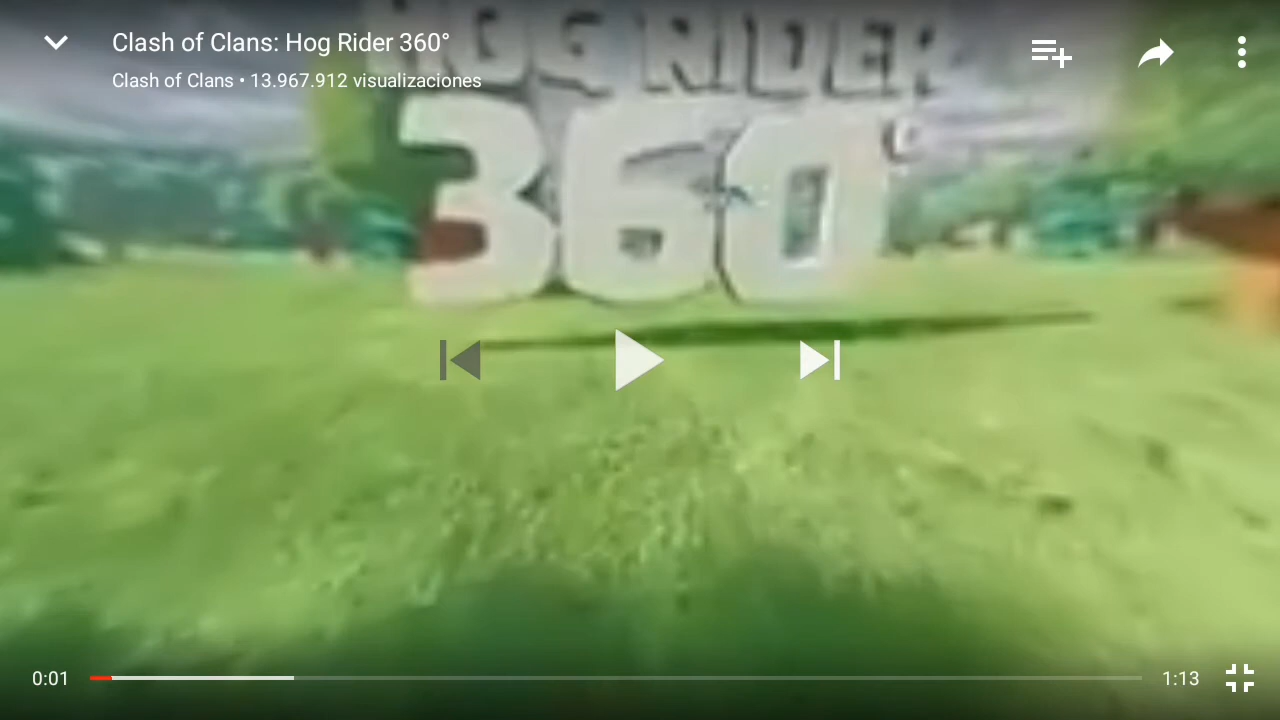 Clash of Clans: Hog Rider 360°
Clash of Clans • 13.967.912 visualizaciones
HOG RIDER
360°
0:01
1:13